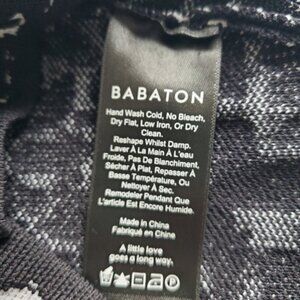 BABATON
Hand Wash Cold, No Bleach,
Dry Flat, Low Iron, Or Dry
Clean.
Reshape Whilst Damp.
Laver À La Main À L'eau
Froide, Pas De Blanchiment,
Sécher À Plat, Repasser À
Basse Température, Ou
Nettoyer À Sec.
Remodeler Pendant Que
L'article Est Encore Humide.
Made in China
Fabriqué en Chine
A little love
goes a long way.